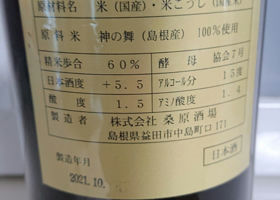 原材料名 米(国産)・米こうじ(国産米)
原料米 神の舞(島根産)100%使用
精米歩合 60% 酵母 協会7号
日本酒度 +5.5 アルコール分 15度
酸度 1.5 アミノ酸度 1.4
製造者 株式会社 桑原酒場
島根県益田市中島町ロ171
製造年月
2021.10.
日本酒